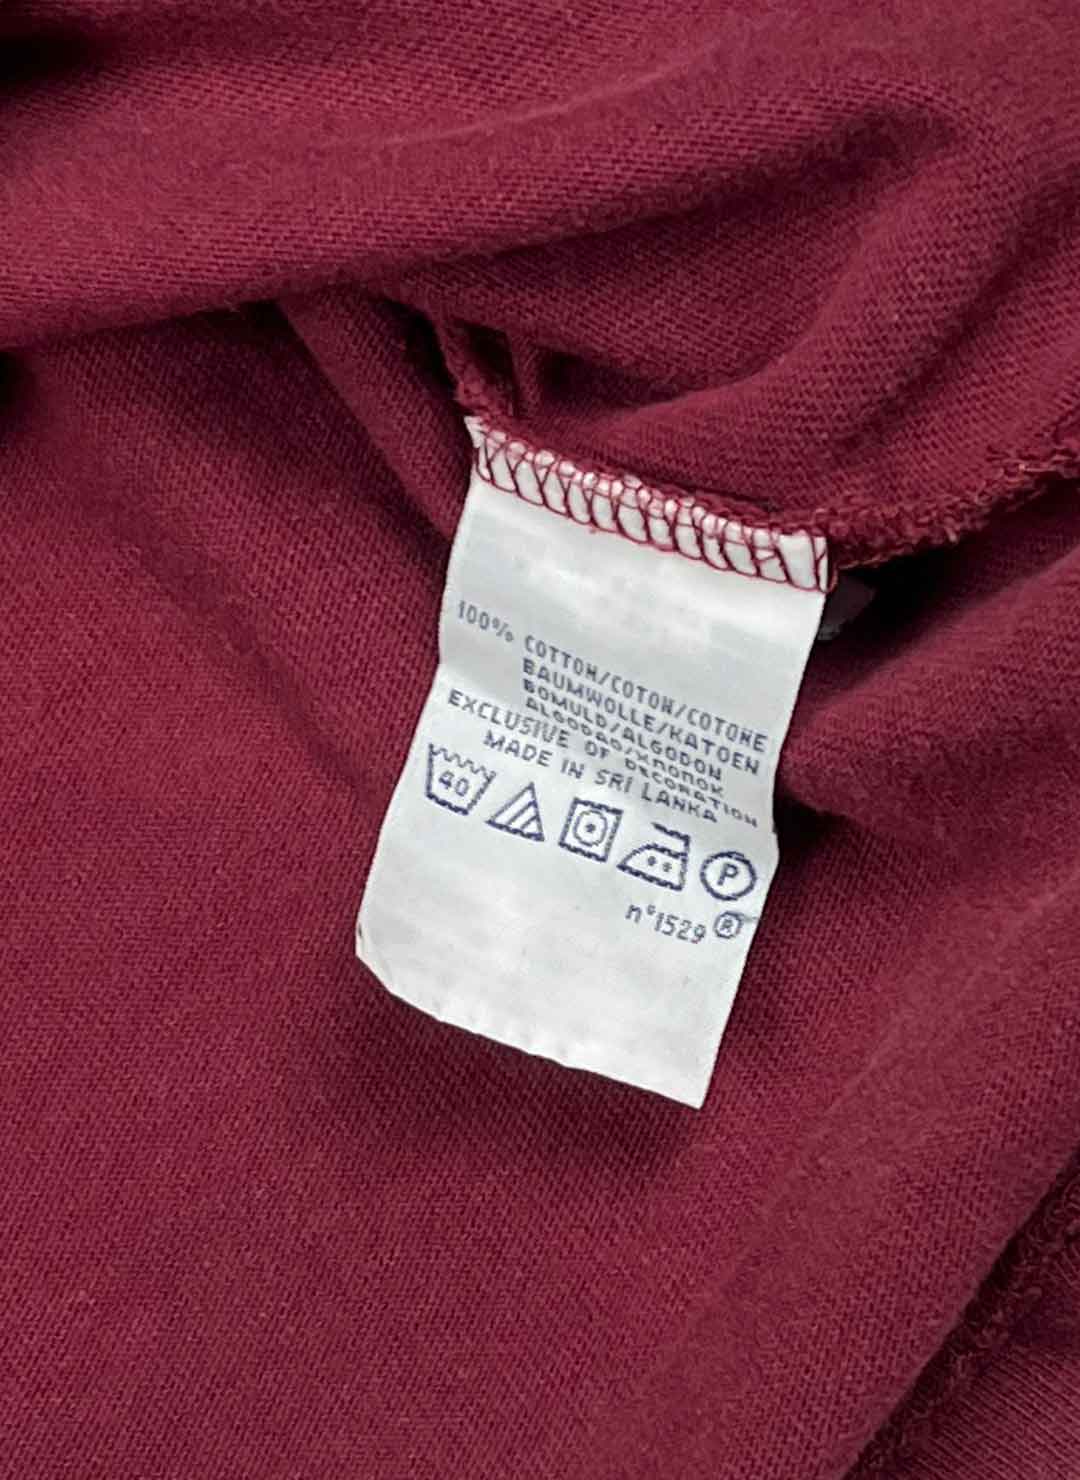 100% COTTON/COTON/COTONE
BAUMWOLLE/KATOEN
BOMULD/ALGODON
ALGODÃO/ХЛОПОК
EXCLUSIVE OF DECORATION
MADE IN SRI LANKA
40
P
n°1529 ®